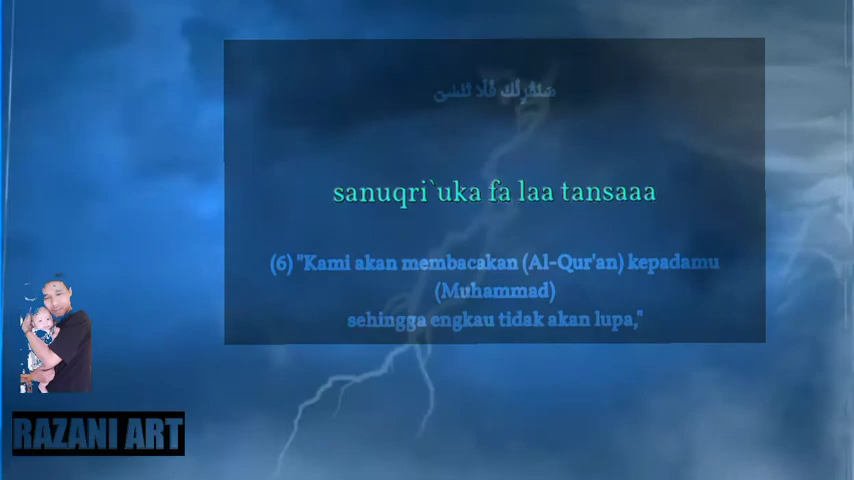 سَنُقْرِئُكَ فَلَا تَنْسَىٰ
sanuqri`uka fa laa tansaaa
(6) "Kami akan membacakan (Al-Qur'an) kepadamu
(Muhammad)
sehingga engkau tidak akan lupa,"
RAZANI ART